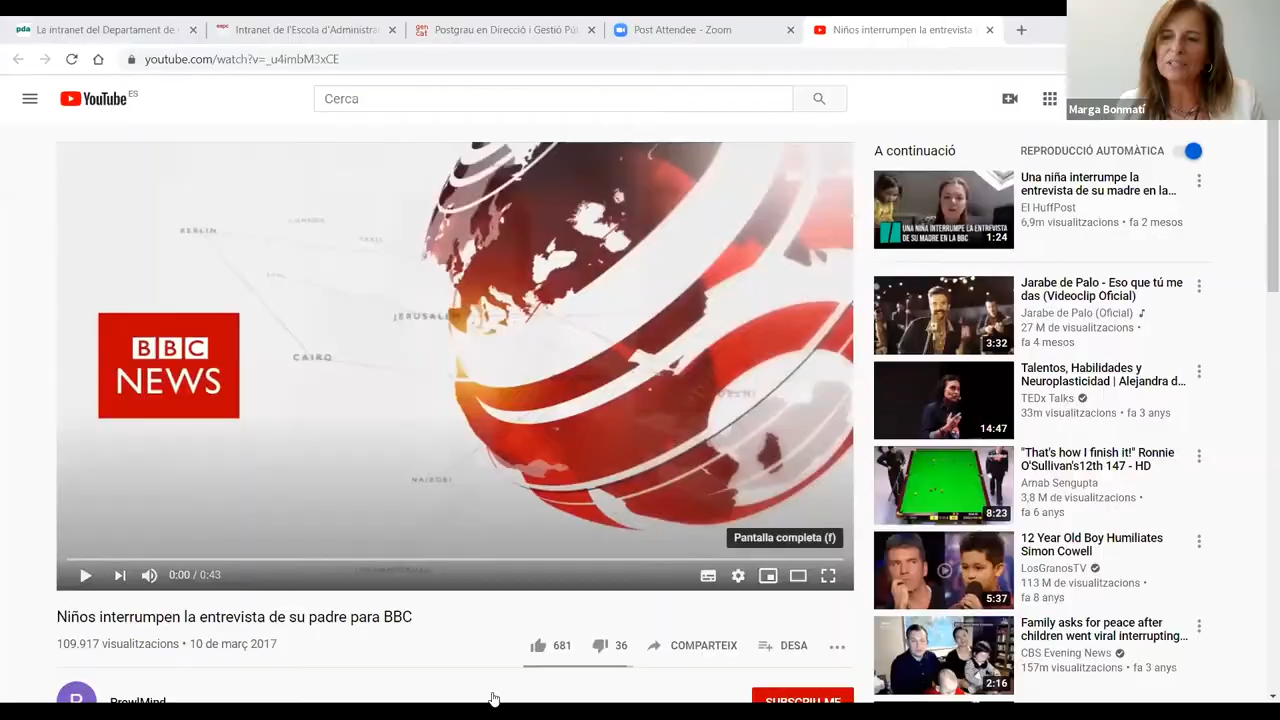 La intranet del Departament de
Intranet de l'Escola d'Administra
Postgrau en Direcció i Gestió Púl
Post Attendee - Zoom
Niños interrumpen la entrevista
youtube.com/watch?v=_u4imbM3xCE
Marga Bonmatí
YouTube ES
Cerca
A continuació
REPRODUCCIÓ AUTOMÀTICA
BERLIN
JERUSALEM
CAIRO
NAIROBI
BBC
NEWS
Pantalla completa (f)
0:00 / 0:43
Niños interrumpen la entrevista de su padre para BBC
109.917 visualitzacions • 10 de març 2017
681
36
COMPARTEIX
DESA
SUBSCRIU-ME
UNA NIÑA INTERRUMPE LA ENTREVISTA
DE SU MADRE EN LA BBC
1:24
Una niña interrumpe la
entrevista de su madre en la...
El HuffPost
6,9m visualitzacions • fa 2 mesos
3:32
Jarabe de Palo - Eso que tú me
das (Videoclip Oficial)
Jarabe de Palo (Oficial)
27 M de visualitzacions •
fa 4 mesos
14:47
Talentos, Habilidades y
Neuroplasticidad | Alejandra d...
TEDx Talks
33m visualitzacions • fa 3 anys
8:23
"That's how I finish it!" Ronnie
O'Sullivan's12th 147 - HD
Arnab Sengupta
3,8 M de visualitzacions •
fa 6 anys
5:37
12 Year Old Boy Humiliates
Simon Cowell
LosGranosTV
113 M de visualitzacions •
fa 8 anys
2:16
Family asks for peace after
children went viral interrupting...
CBS Evening News
157m visualitzacions • fa 3 anys